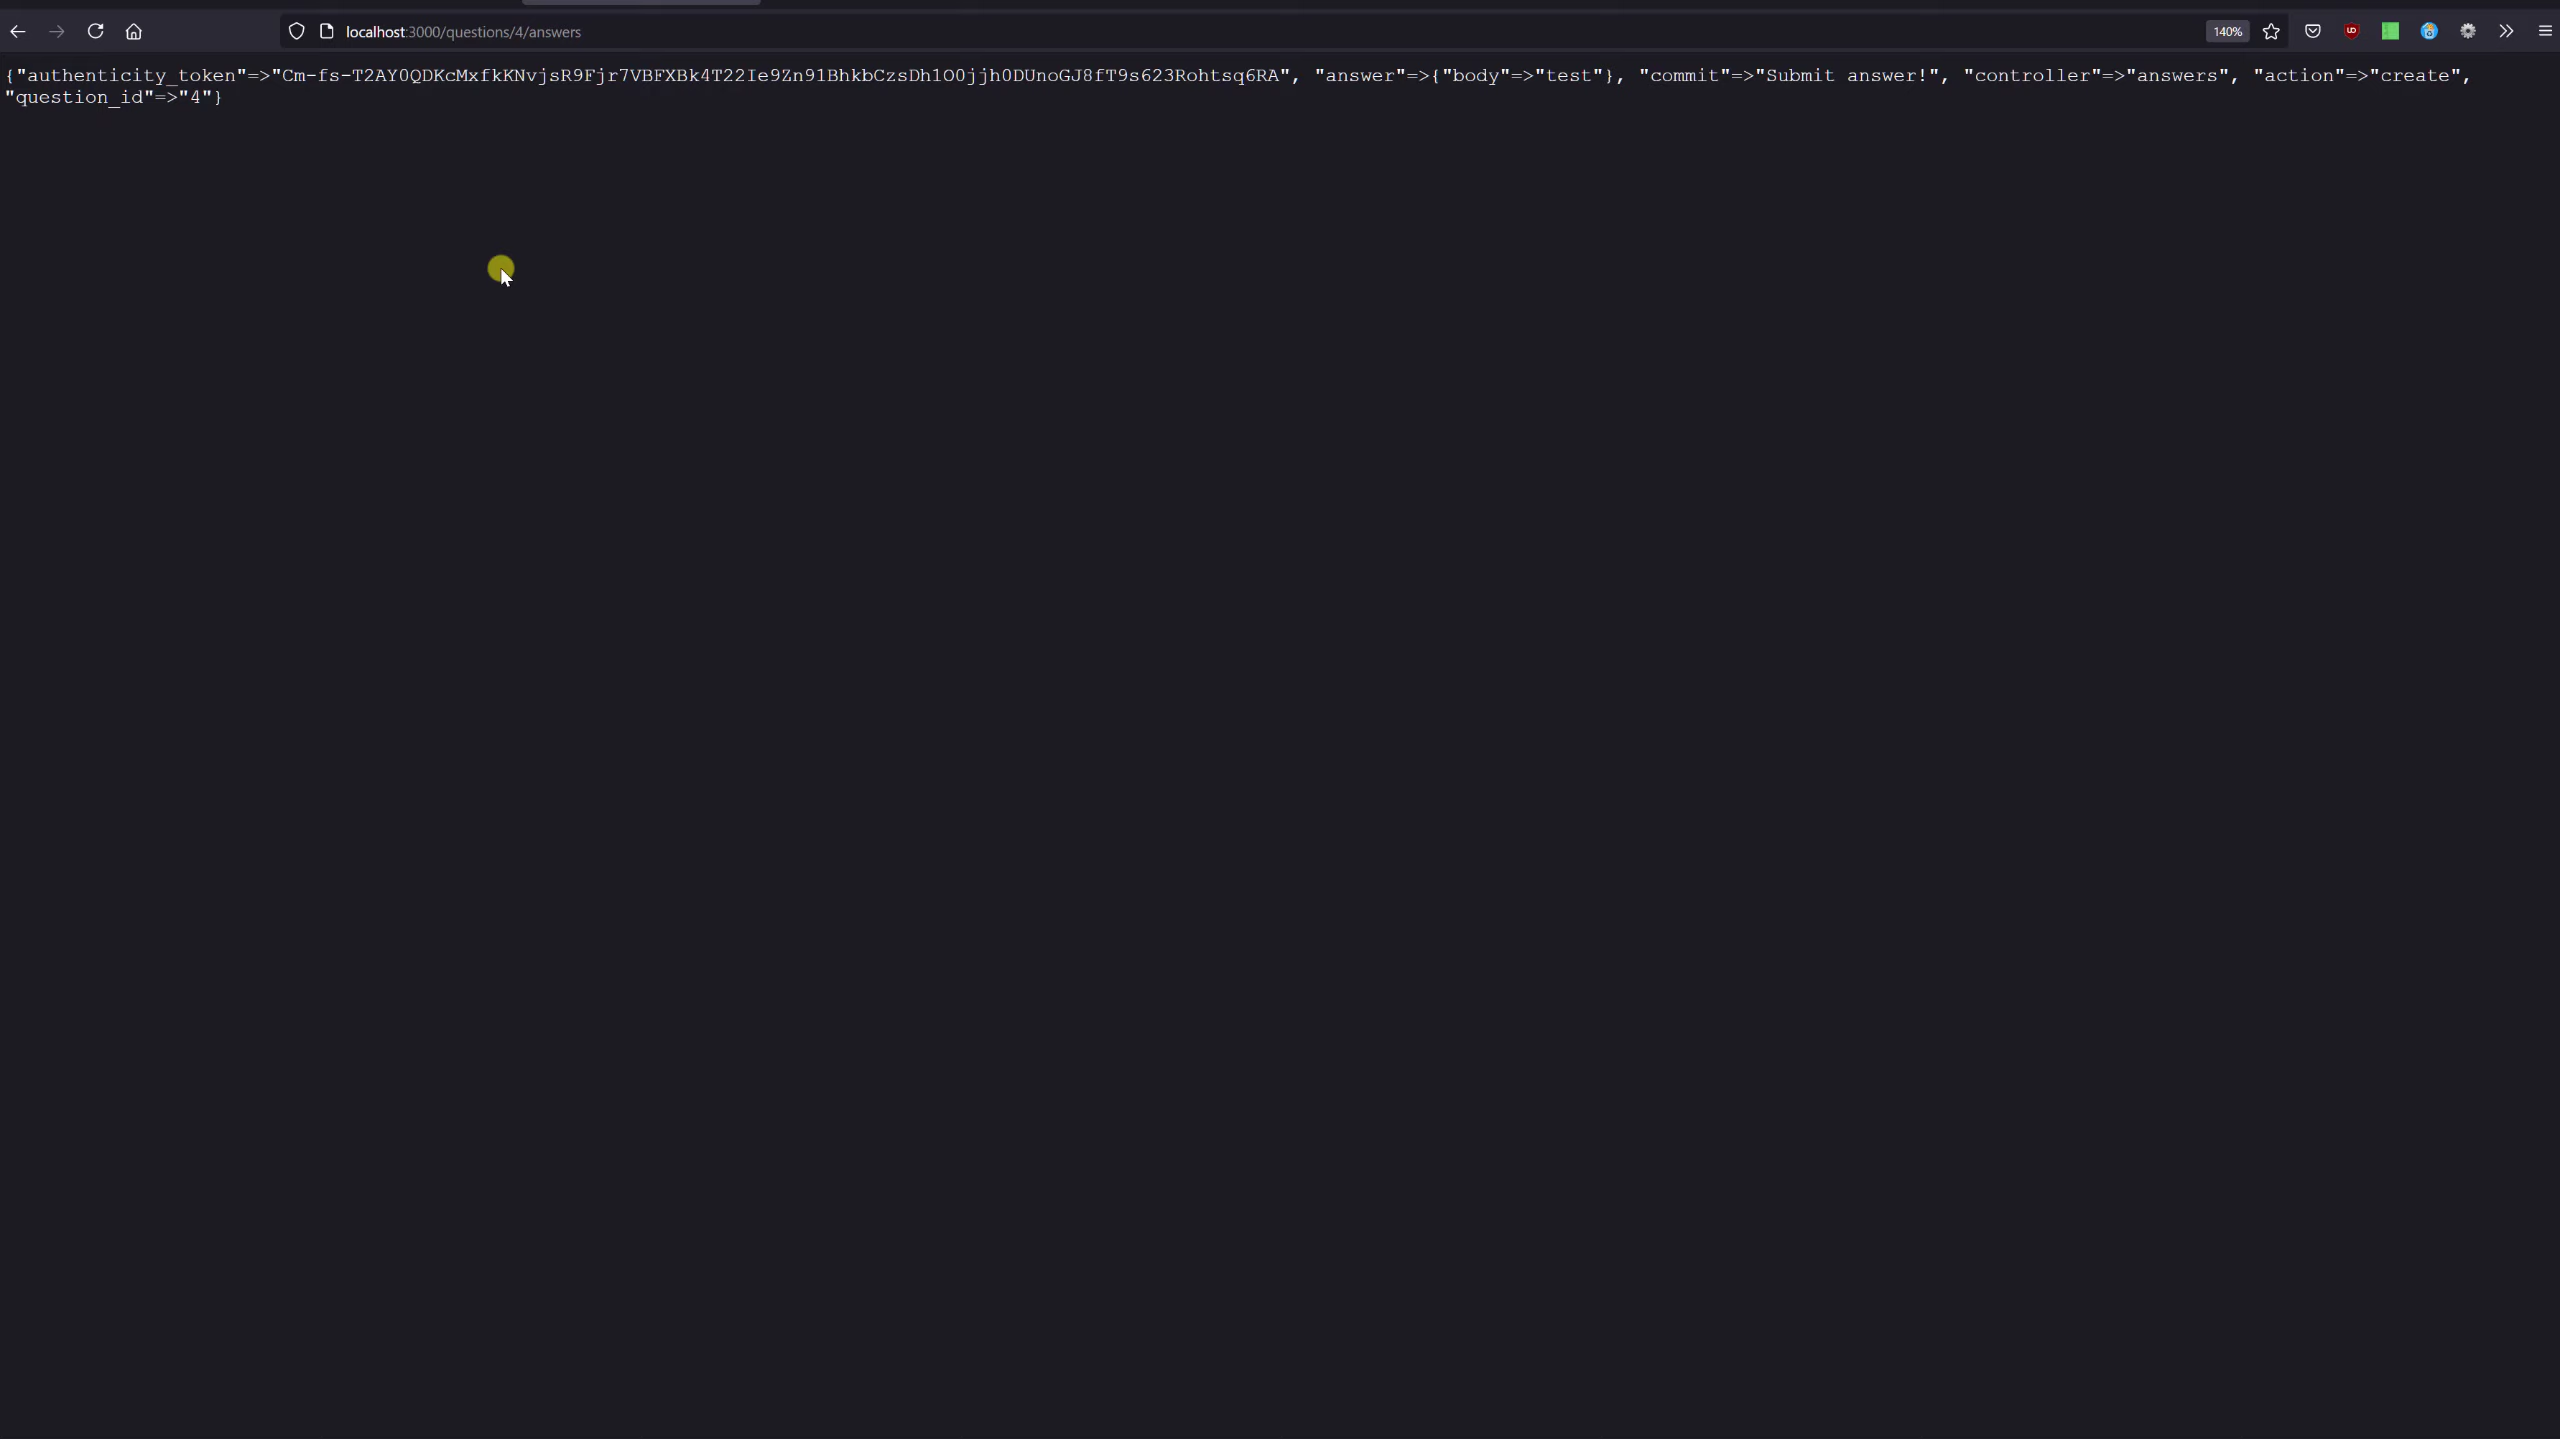 localhost:3000/questions/4/answers
140%
{"authenticity_token"=>"Cm-fs-T2AY0QDKcMxfkKNvjsR9Fjr7VBFXBk4T22Ie9Zn91BhkbCzsDh1O0jjh0DUnoGJ8fT9s623Rohtsq6RA", "answer"=>{"body"=>"test"}, "commit"=>"Submit answer!", "controller"=>"answers", "action"=>"create",
"question_id"=>"4"}